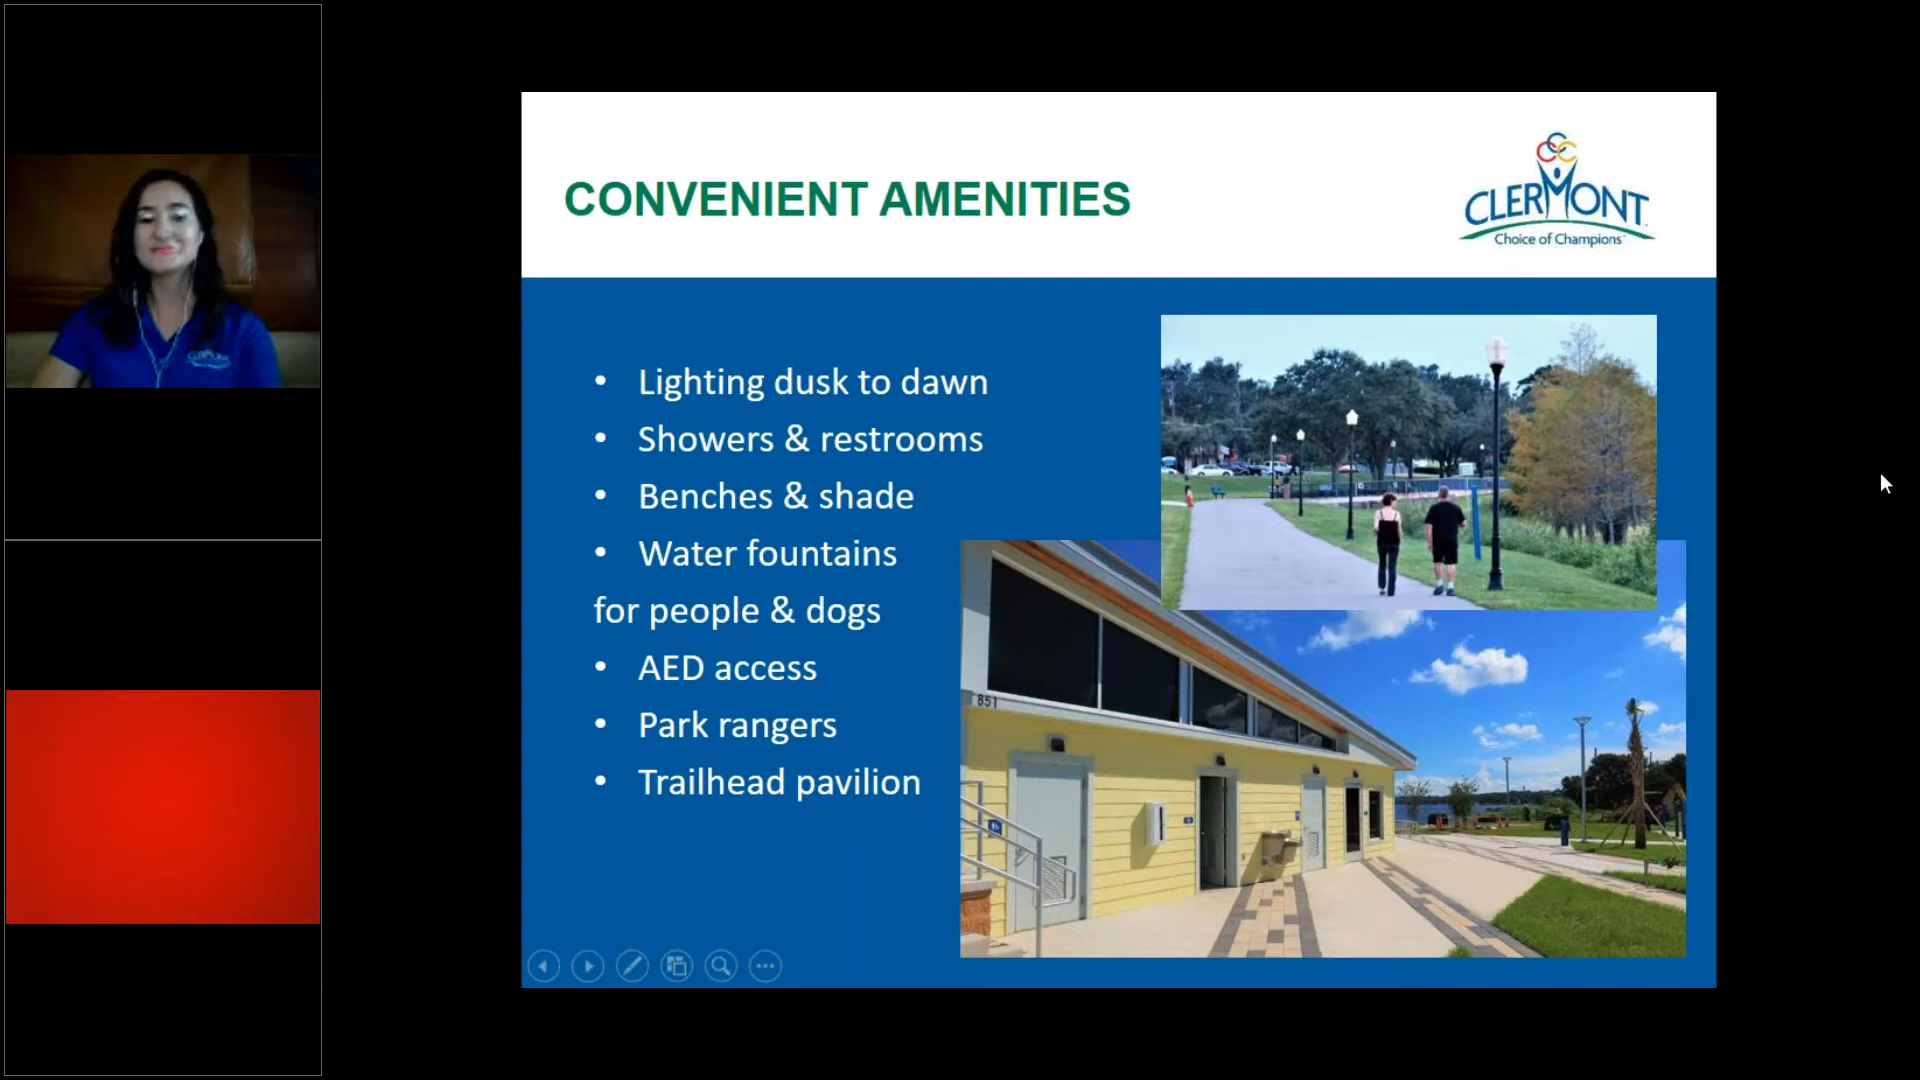 CONVENIENT AMENITIES
CLERMONT
Choice of Champions
• Lighting dusk to dawn
• Showers & restrooms
• Benches & shade
• Water fountains
for people & dogs
• AED access
• Park rangers
• Trailhead pavilion
851